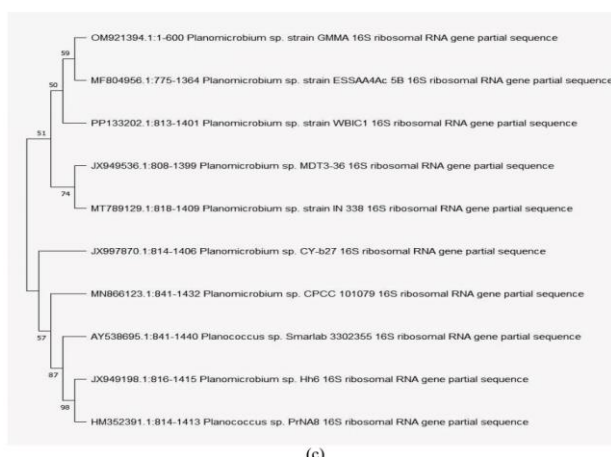 OM921394.1:1-600 Planomicrobium sp. strain GMMA 16S ribosomal RNA gene partial sequence
59
MF804956.1:775-1364 Planomicrobium sp. strain ESSAA4Ac 5B 16S ribosomal RNA gene partial sequence
50
PP133202.1:813-1401 Planomicrobium sp. strain WBIC1 16S ribosomal RNA gene partial sequence
51
JX949536.1:808-1399 Planomicrobium sp. MDT3-36 16S ribosomal RNA gene partial sequence
74
MT789129.1:818-1409 Planomicrobium sp. strain IN 338 16S ribosomal RNA gene partial sequence
JX997870.1:814-1406 Planomicrobium sp. CY-b27 16S ribosomal RNA gene partial sequence
MN866123.1:841-1432 Planomicrobium sp. CPCC 101079 16S ribosomal RNA gene partial sequence
57
AY538695.1:841-1440 Planococcus sp. Smarlab 3302355 16S ribosomal RNA gene partial sequence
87
JX949198.1:816-1415 Planomicrobium sp. Hh6 16S ribosomal RNA gene partial sequence
98
HM352391.1:814-1413 Planococcus sp. PrNA8 16S ribosomal RNA gene partial sequence
(c)